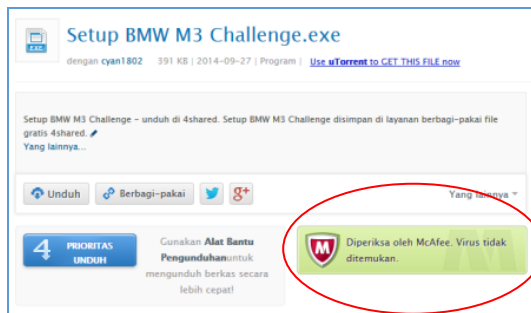 Setup BMW M3 Challenge.exe
EXE
dengan cyan1802 391 KB | 2014-09-27 | Program | Use uTorrent to GET THIS FILE now
Setup BMW M3 Challenge – unduh di 4shared. Setup BMW M3 Challenge disimpan di layanan berbagi-pakai file
gratis 4shared.
Yang lainnya...
Unduh Berbagi-pakai g+ Yang lainnya
4 PRIORITAS
UNDUH
Gunakan Alat Bantu
Pengunduhanuntuk
mengunduh berkas secara
lebih cepat!
Diperiksa oleh McAfee. Virus tidak
ditemukan.